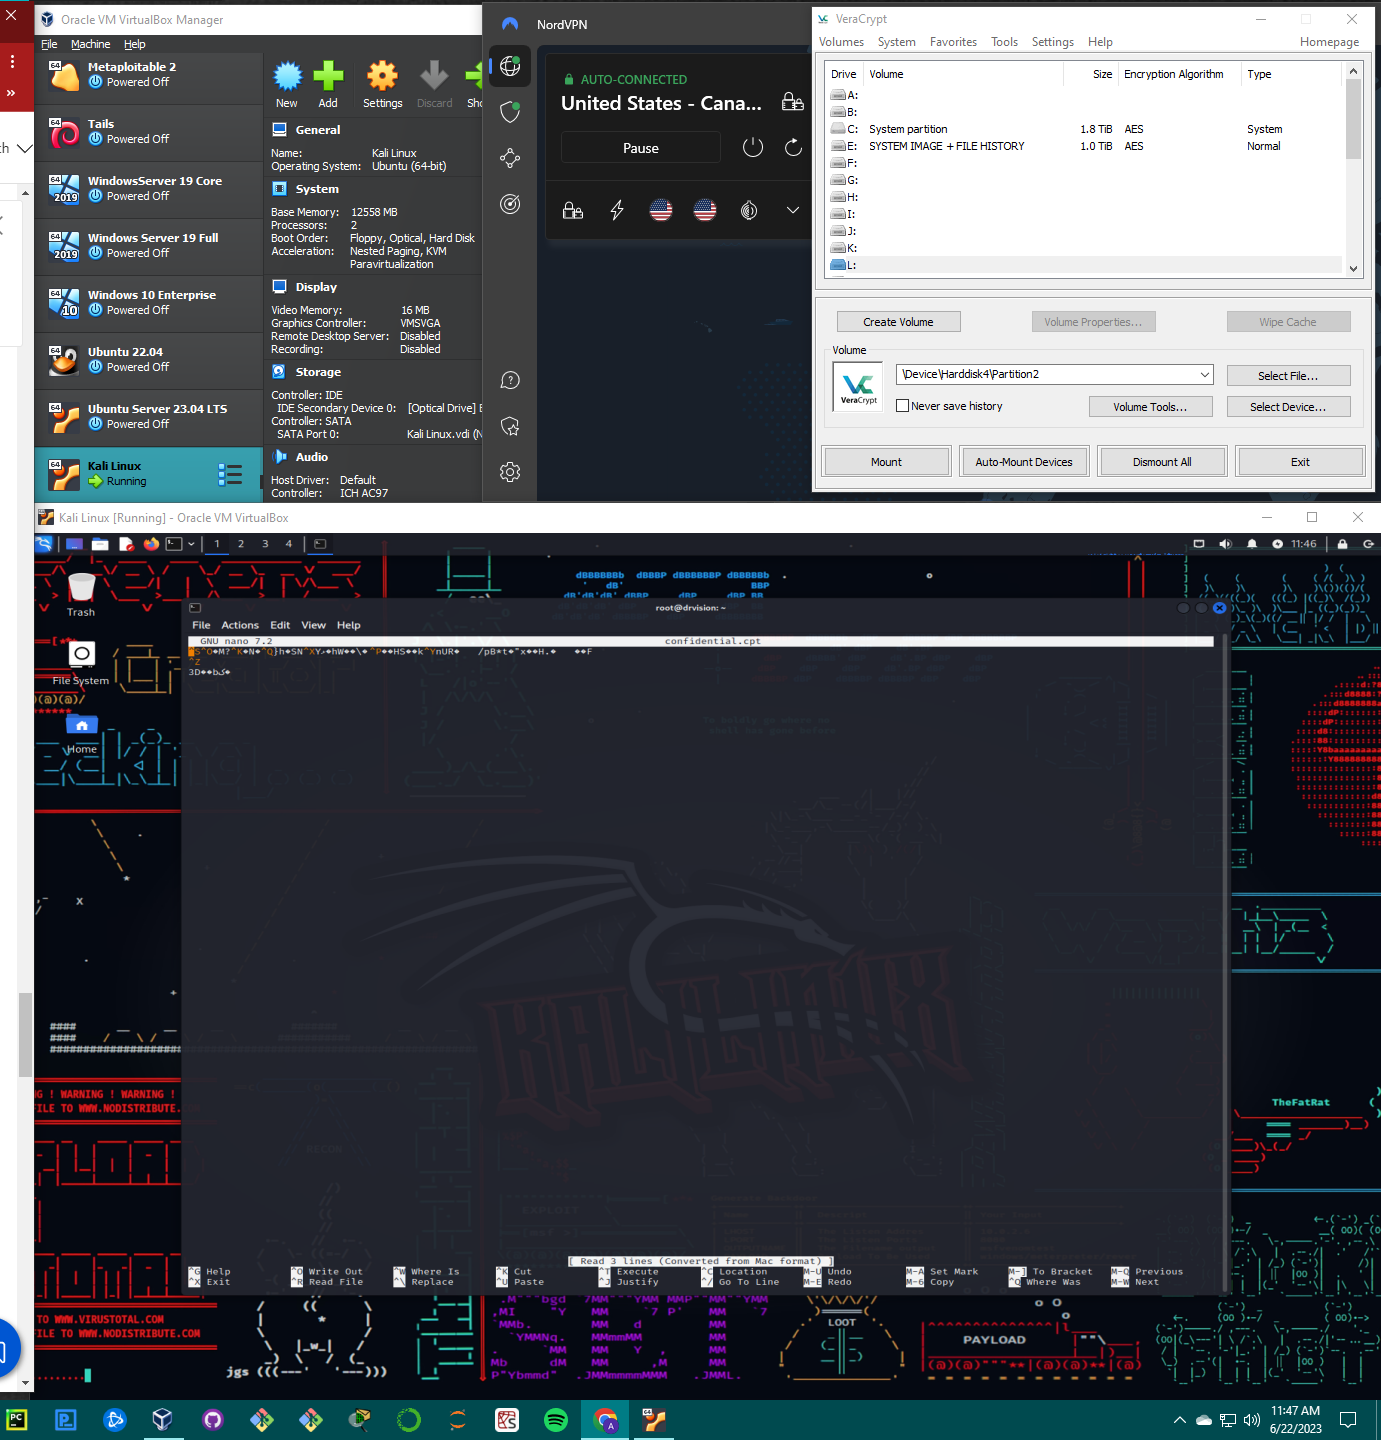 Oracle VM VirtualBox Manager
File Machine Help
Metaploitable 2
Powered Off
Tails
Powered Off
WindowsServer 19 Core
Powered Off
Windows Server 19 Full
Powered Off
Windows 10 Enterprise
Powered Off
Ubuntu 22.04
Powered Off
Ubuntu Server 23.04 LTS
Powered Off
Kali Linux
Running
New Add Settings Discard
General
Name: Kali Linux
Operating System: Ubuntu (64-bit)
System
Base Memory: 12558 MB
Processors: 2
Boot Order: Floppy, Optical, Hard Disk
Acceleration: Nested Paging, KVM
Paravirtualization
Display
Video Memory: 16 MB
Graphics Controller: VMSVGA
Remote Desktop Server: Disabled
Recording: Disabled
Storage
Controller: IDE
IDE Secondary Device 0: [Optical Drive] E
Controller: SATA
SATA Port 0: Kali Linux.vdi (N
Audio
Host Driver: Default
Controller: ICH AC97
NordVPN
AUTO-CONNECTED
United States - Cana...
Pause
VeraCrypt
Volumes System Favorites Tools Settings Help Homepage
Drive Volume Size Encryption Algorithm Type
A:
B:
C: System partition 1.8 TiB AES System
E: SYSTEM IMAGE + FILE HISTORY 1.0 TiB AES Normal
F:
G:
H:
I:
J:
K:
L:
Create Volume Volume Properties... Wipe Cache
Volume
VeraCrypt
\Device\Harddisk4\Partition2
Select File...
Never save history
Volume Tools... Select Device...
Mount Auto-Mount Devices Dismount All Exit
Kali Linux [Running] - Oracle VM VirtualBox
1 2 3 4
11:46
Trash
File System
Home
root@drvision: ~
File Actions Edit View Help
GNU nano 7.2 confidential.cpt
[ Read 3 lines (Converted from Mac format) ]
^G Help ^O Write Out ^W Where Is ^K Cut ^T Execute ^C Location M-U Undo M-A Set Mark M-] To Bracket M-Q Previous
^X Exit ^R Read File ^\ Replace ^U Paste ^J Justify ^/ Go To Line M-E Redo M-6 Copy ^Q Where Was M-W Next
! WARNING ! WARNING !
ILE TO WWW.NODISTRIBUTE.
TheFatRat
TO WWW.VIRUSTOTAL.COM
ILE TO WWW.NODISTRIBUTE.COM
jgs
LOOT
PAYLOAD
11:47 AM
6/22/2023